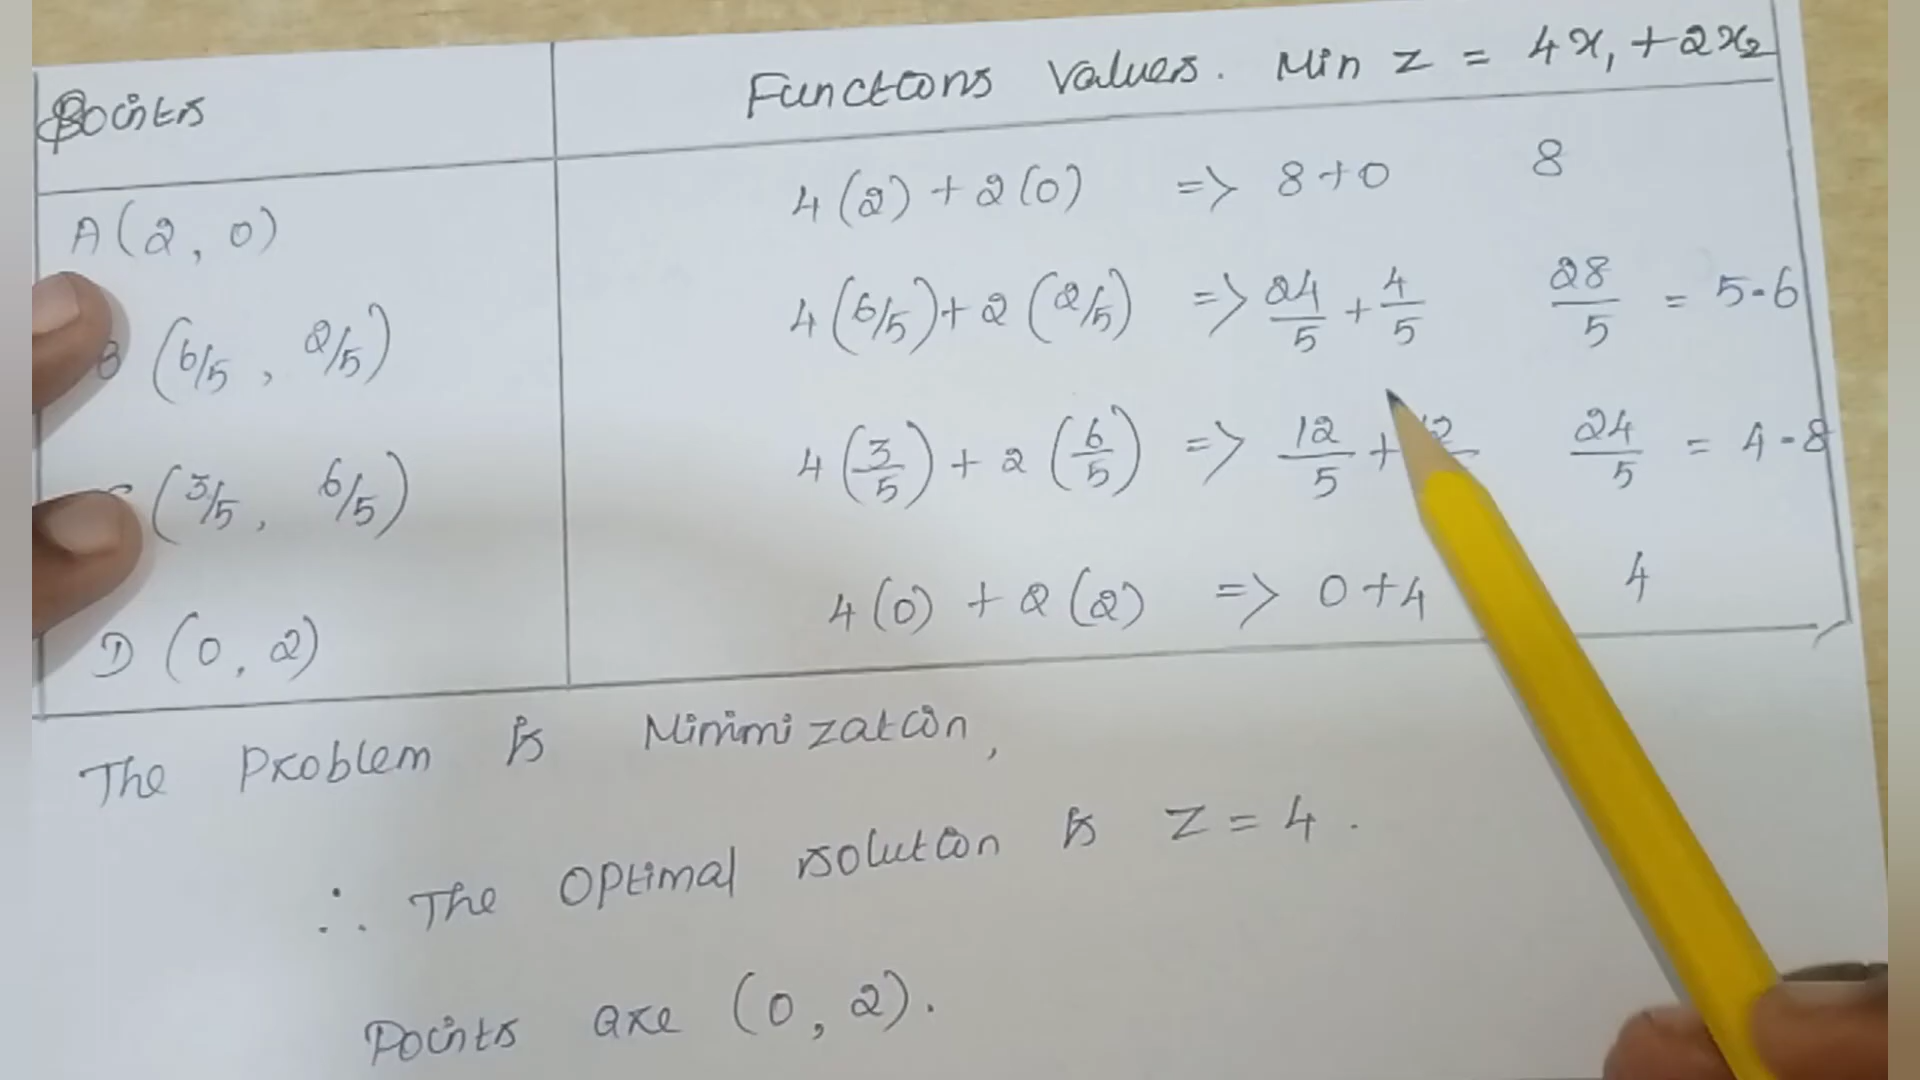 Points Functions Values. Min Z = 4x₁ + 2x₂
A (2, 0) 4(2) + 2(0) => 8+0 8
B (6/5, 2/5) 4(6/5) + 2(2/5) => 24/5 + 4/5 28/5 = 5.6
(3/5, 6/5) 4(3/5) + 2(6/5) => 12/5 + 24/5 = 4.8
D (0, 2) 4(0) + 2(2) => 0+4 4
The Problem is Minimization,
∴ The Optimal solution is Z = 4.
Points are (0, 2).